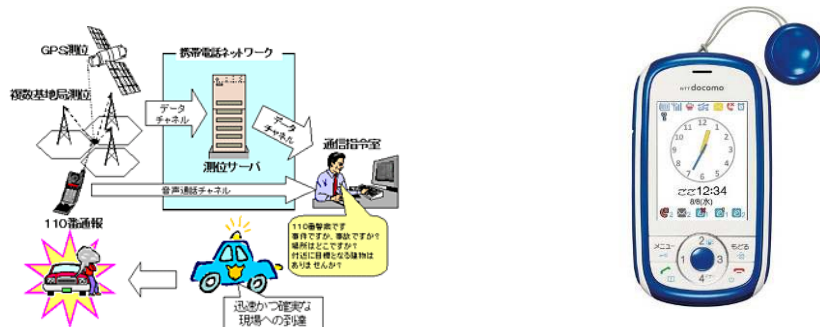 GPS測位
複数基地局測位
携帯電話ネットワーク
データ
チャネル
データ
チャネル
測位サーバ
通信指令室
音声通話チャネル
110番通報
110番警察です
事件ですか、事故ですか?
場所はどこですか?
付近に目標となる建物は
ありませんか?
迅速かつ確実な
現場への到達
NTT docomo
ここ12:34
8/6(水)
メニュー
もどる
1
2
3
4